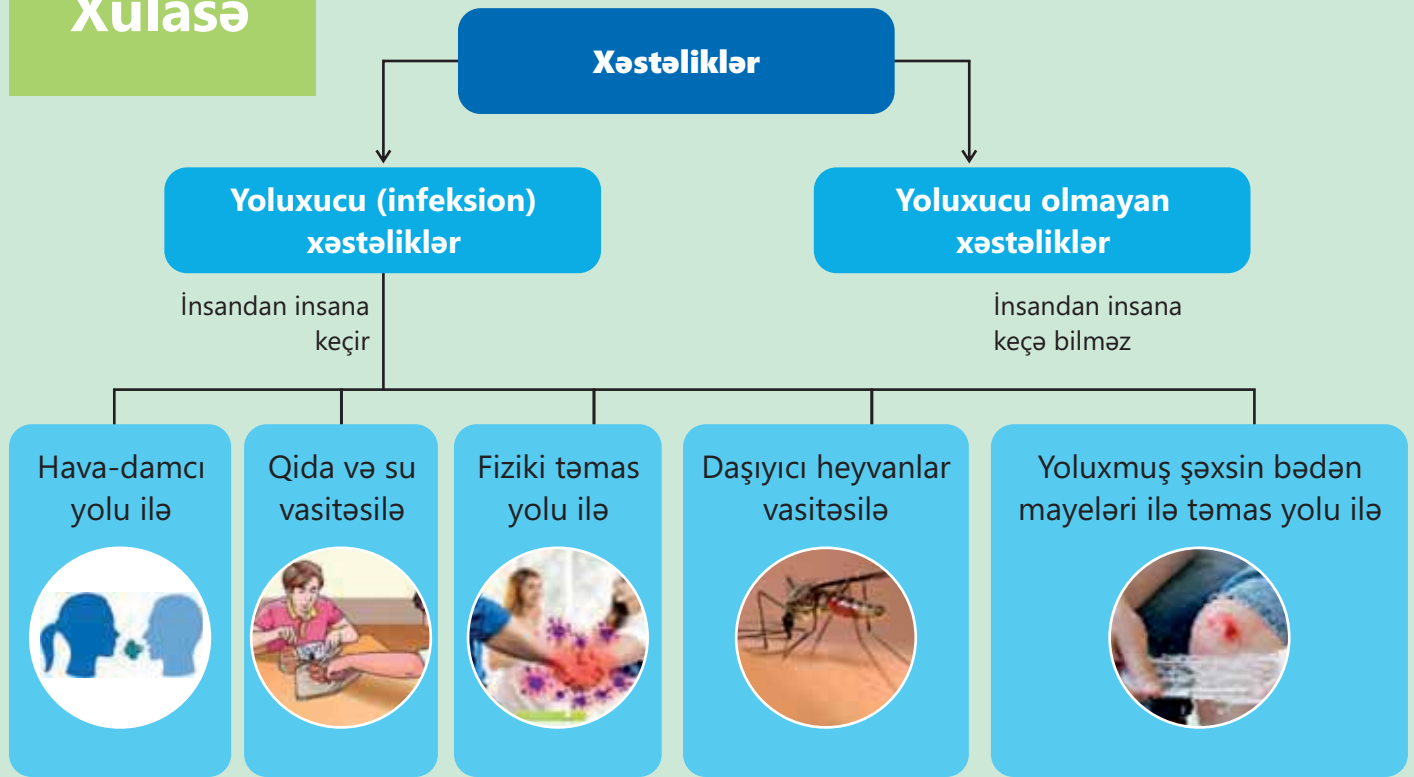 Xülasə
Xəstəliklər
Yoluxucu (infeksion)
xəstəliklər
Yoluxucu olmayan
xəstəliklər
İnsandan insana
keçir
İnsandan insana
keçə bilməz
Hava-damcı
yolu ilə
Qida və su
vasitəsilə
Fiziki təmas
yolu ilə
Daşıyıcı heyvanlar
vasitəsilə
Yoluxmuş şəxsin bədən
mayeləri ilə təmas yolu ilə